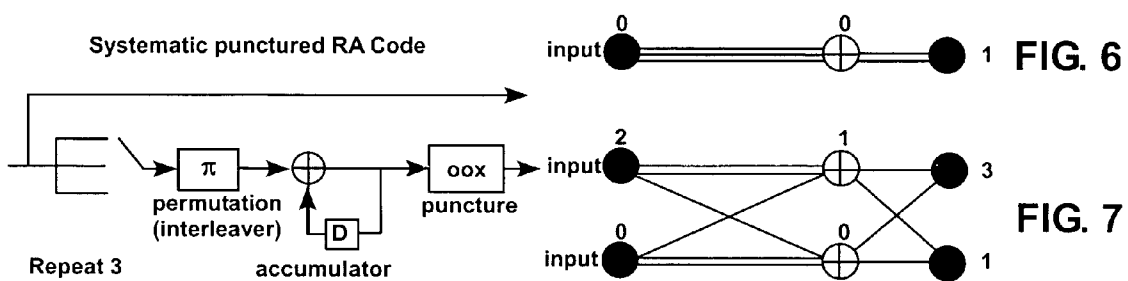 Systematic punctured RA Code
π
permutation
(interleaver)
D
accumulator
oox
puncture
Repeat 3
0
0
input
1
FIG. 6
2
1
input
3
0
0
input
1
FIG. 7